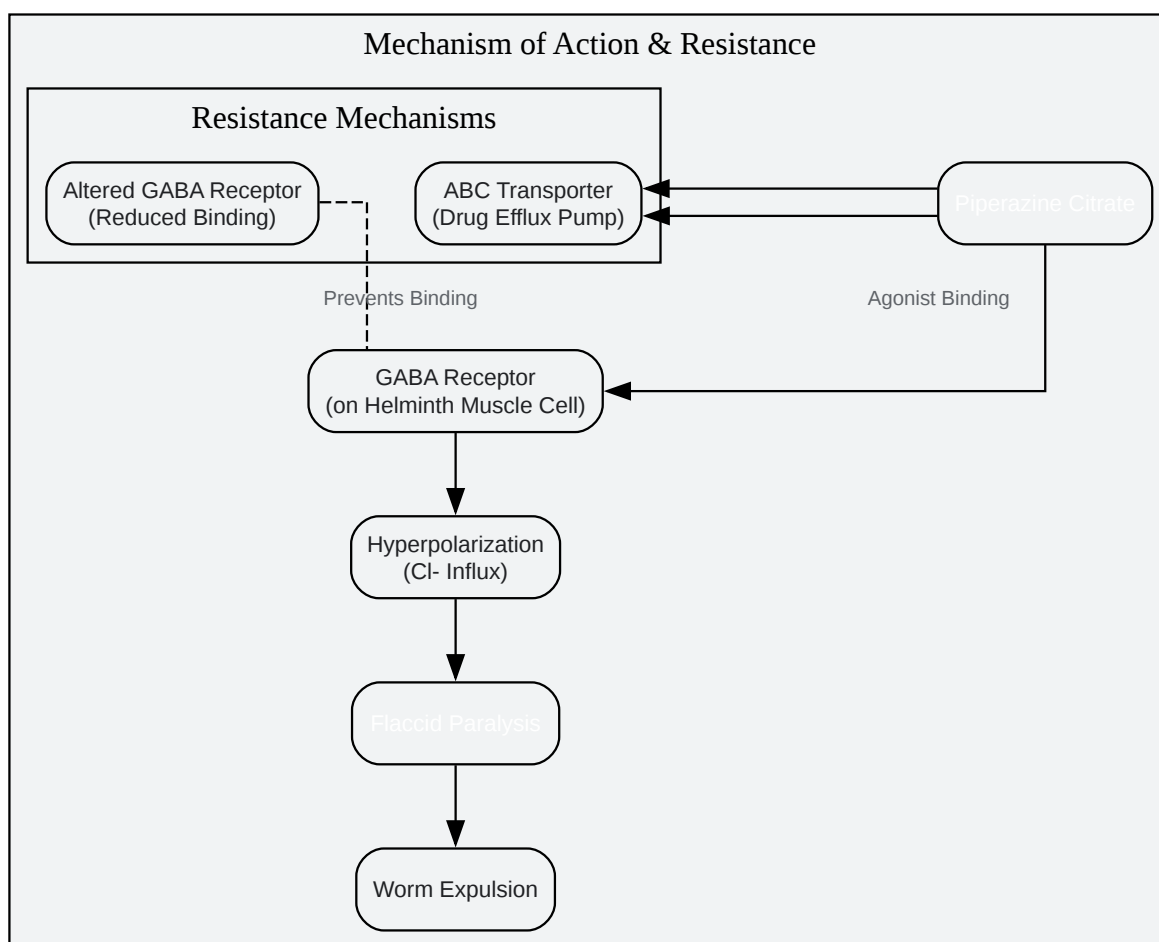 Mechanism of Action & Resistance
Resistance Mechanisms
Altered GABA Receptor
(Reduced Binding)
ABC Transporter
(Drug Efflux Pump)
Piperazine Citrate
Prevents Binding
Agonist Binding
GABA Receptor
(on Helminth Muscle Cell)
Hyperpolarization
(Cl- Influx)
Flaccid Paralysis
Worm Expulsion